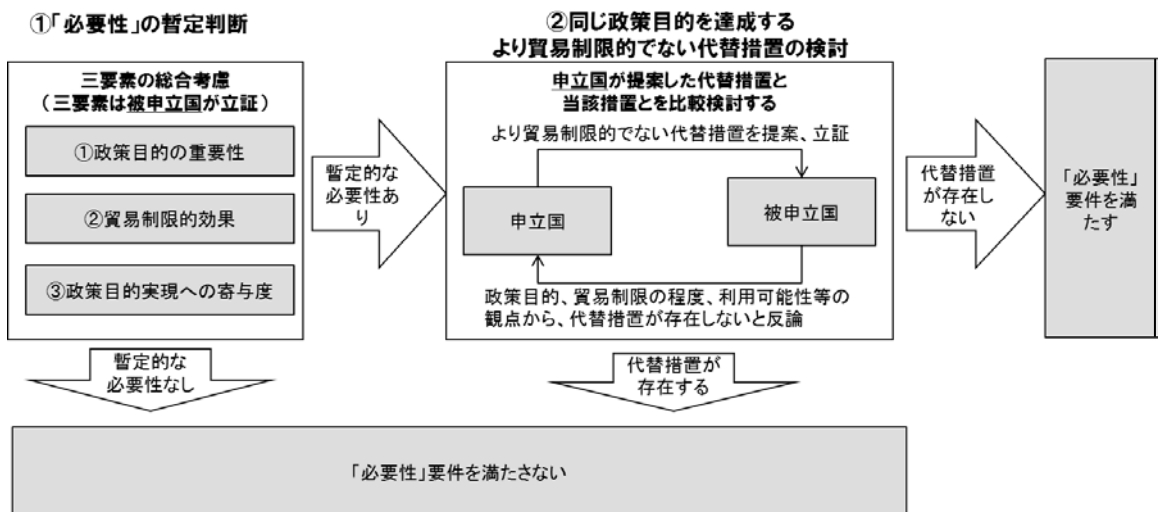 ①「必要性」の暫定判断
三要素の総合考慮
(三要素は被申立国が立証)
①政策目的の重要性
②貿易制限的効果
③政策目的実現への寄与度
暫定的な
必要性あ
り
暫定的な
必要性なし
②同じ政策目的を達成する
より貿易制限的でない代替措置の検討
申立国が提案した代替措置と
当該措置とを比較検討する
より貿易制限的でない代替措置を提案、立証
申立国
被申立国
政策目的、貿易制限の程度、利用可能性等の
観点から、代替措置が存在しないと反論
代替措置
が存在し
ない
代替措置が
存在する
「必要性」
要件を満
たす
「必要性」要件を満たさない